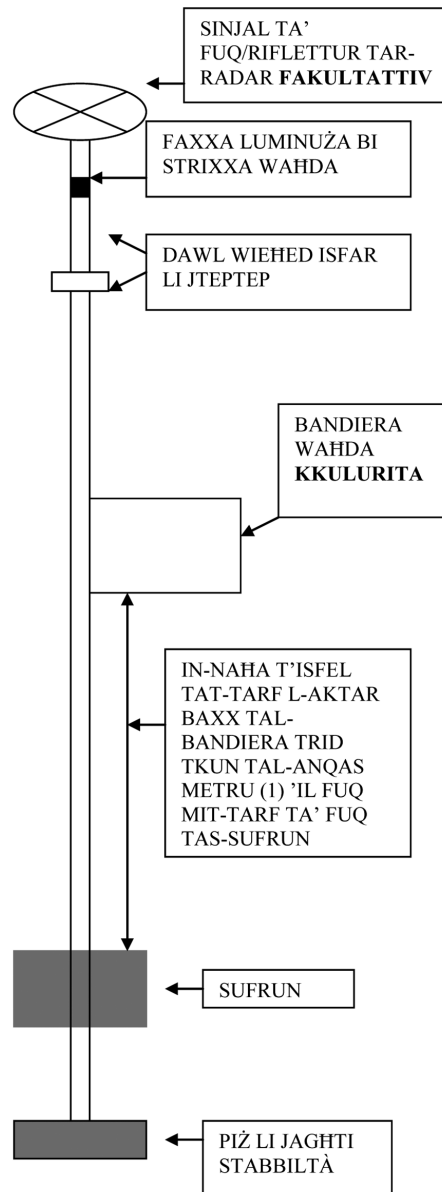 SINJAL TA’
FUQ/RIFLETTUR TAR-
RADAR FAKULTATTIV
FAXXA LUMINUŻA BI
STRIXXA WAĦDA
DAWL WIEĦED ISFAR
LI JTEPTEP
BANDIERA
WAĦDA
KKULURITA
IN-NAĦA T’ISFEL
TAT-TARF L-AKTAR
BAXX TAL-
BANDIERA TRID
TKUN TAL-ANQAS
METRU (1) ’IL FUQ
MIT-TARF TA’ FUQ
TAS-SUFRUN
SUFRUN
PIŻ LI JAGĦTI
STABBILTÀ